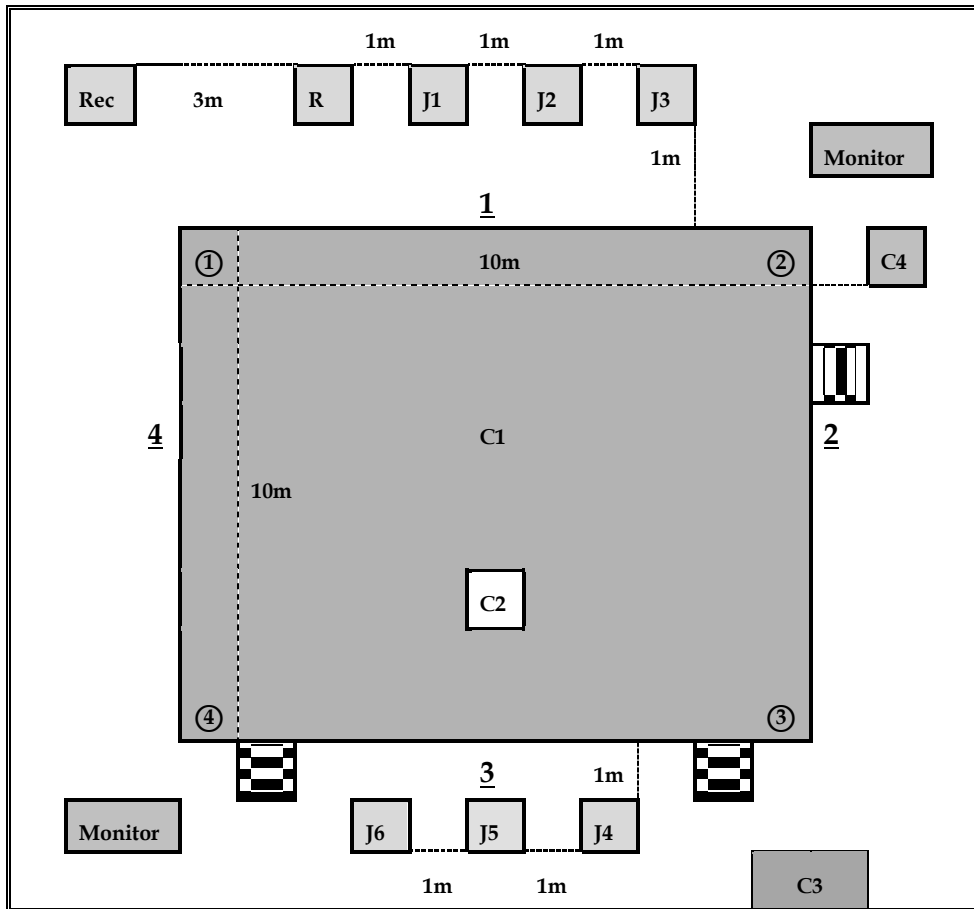 1m 1m 1m
Rec 3m R J1 J2 J3
1m Monitor
1
① 10m ② C4
4 C1 2
10m
C2
④ ③
3 1m
Monitor J6 J5 J4
1m 1m C3